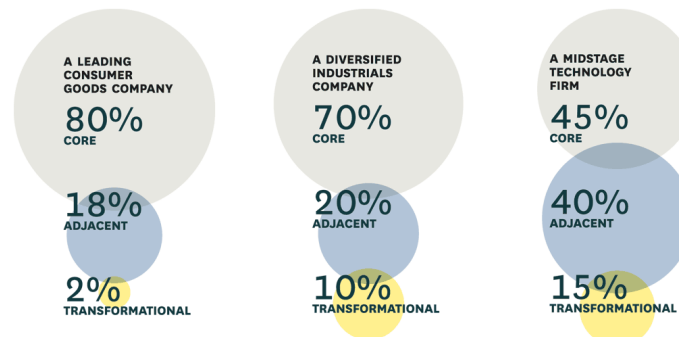 A LEADING
CONSUMER
GOODS COMPANY
80%
CORE
18%
ADJACENT
2%
TRANSFORMATIONAL
A DIVERSIFIED
INDUSTRIALS
COMPANY
70%
CORE
20%
ADJACENT
10%
TRANSFORMATIONAL
A MIDSTAGE
TECHNOLOGY
FIRM
45%
CORE
40%
ADJACENT
15%
TRANSFORMATIONAL